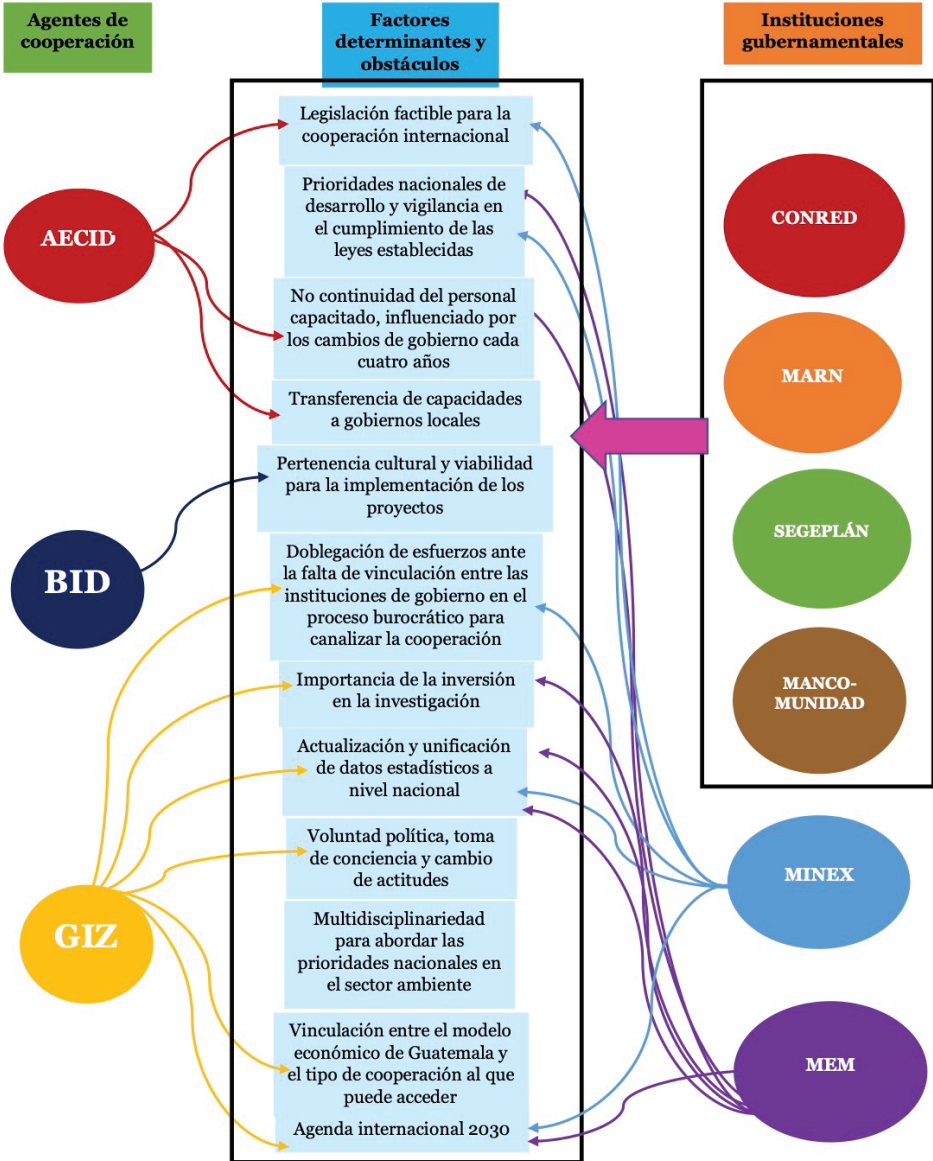 Agentes de
cooperación
Factores
determinantes y
obstáculos
Instituciones
gubernamentales
Legislación factible para la
cooperación internacional
Prioridades nacionales de
desarrollo y vigilancia en
el cumplimiento de las
leyes establecidas
No continuidad del personal
capacitado, influenciado por
los cambios de gobierno cada
cuatro años
Transferencia de capacidades
a gobiernos locales
Pertenencia cultural y viabilidad
para la implementación de los
proyectos
Doblegación de esfuerzos ante
la falta de vinculación entre las
instituciones de gobierno en el
proceso burocrático para
canalizar la cooperación
Importancia de la inversión
en la investigación
Actualización y unificación
de datos estadísticos a
nivel nacional
Voluntad política, toma
de conciencia y cambio
de actitudes
Multidisciplinariedad
para abordar las
prioridades nacionales en
el sector ambiente
Vinculación entre el modelo
económico de Guatemala y
el tipo de cooperación al que
puede acceder
Agenda internacional 2030
AECID
BID
GIZ
CONRED
MARN
SEGEPLÁN
MANCO-
MUNIDAD
MINEX
MEM